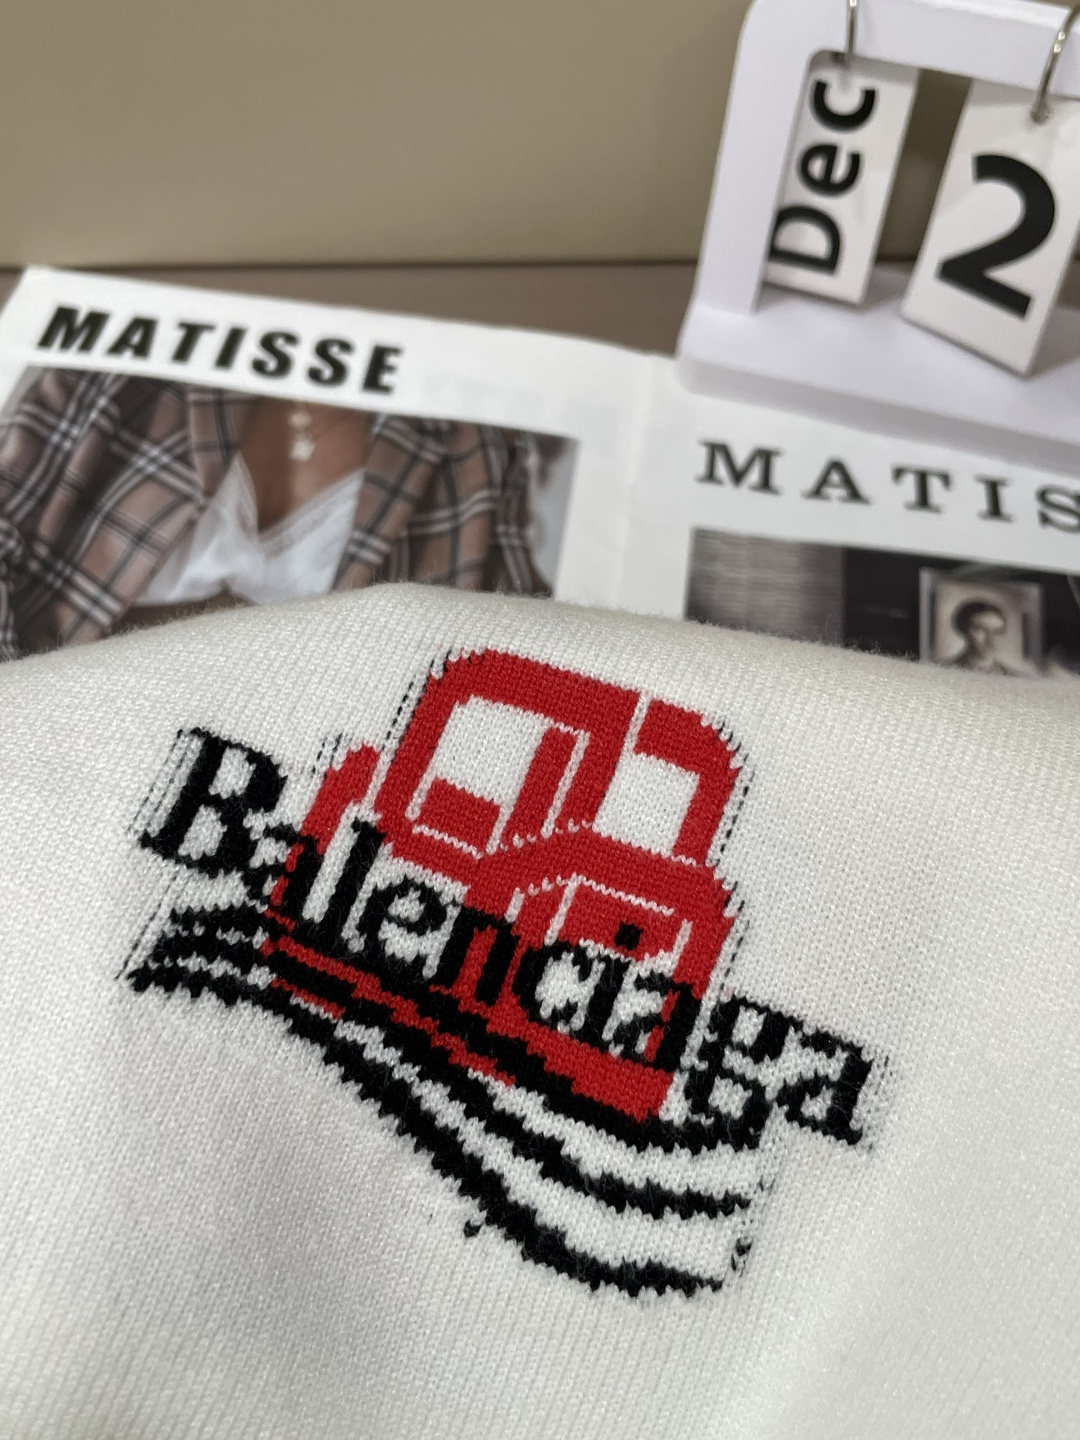 Dec
2
MATISSE
MATIS
Balenciaga